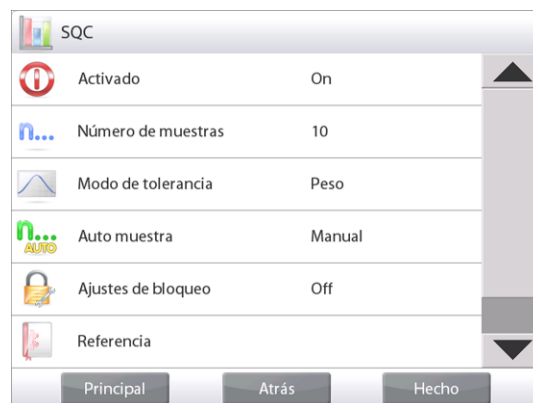 SQC
Activado On
n... Número de muestras 10
Modo de tolerancia Peso
n... AUTO Auto muestra Manual
Ajustes de bloqueo Off
Referencia
Principal Atrás Hecho